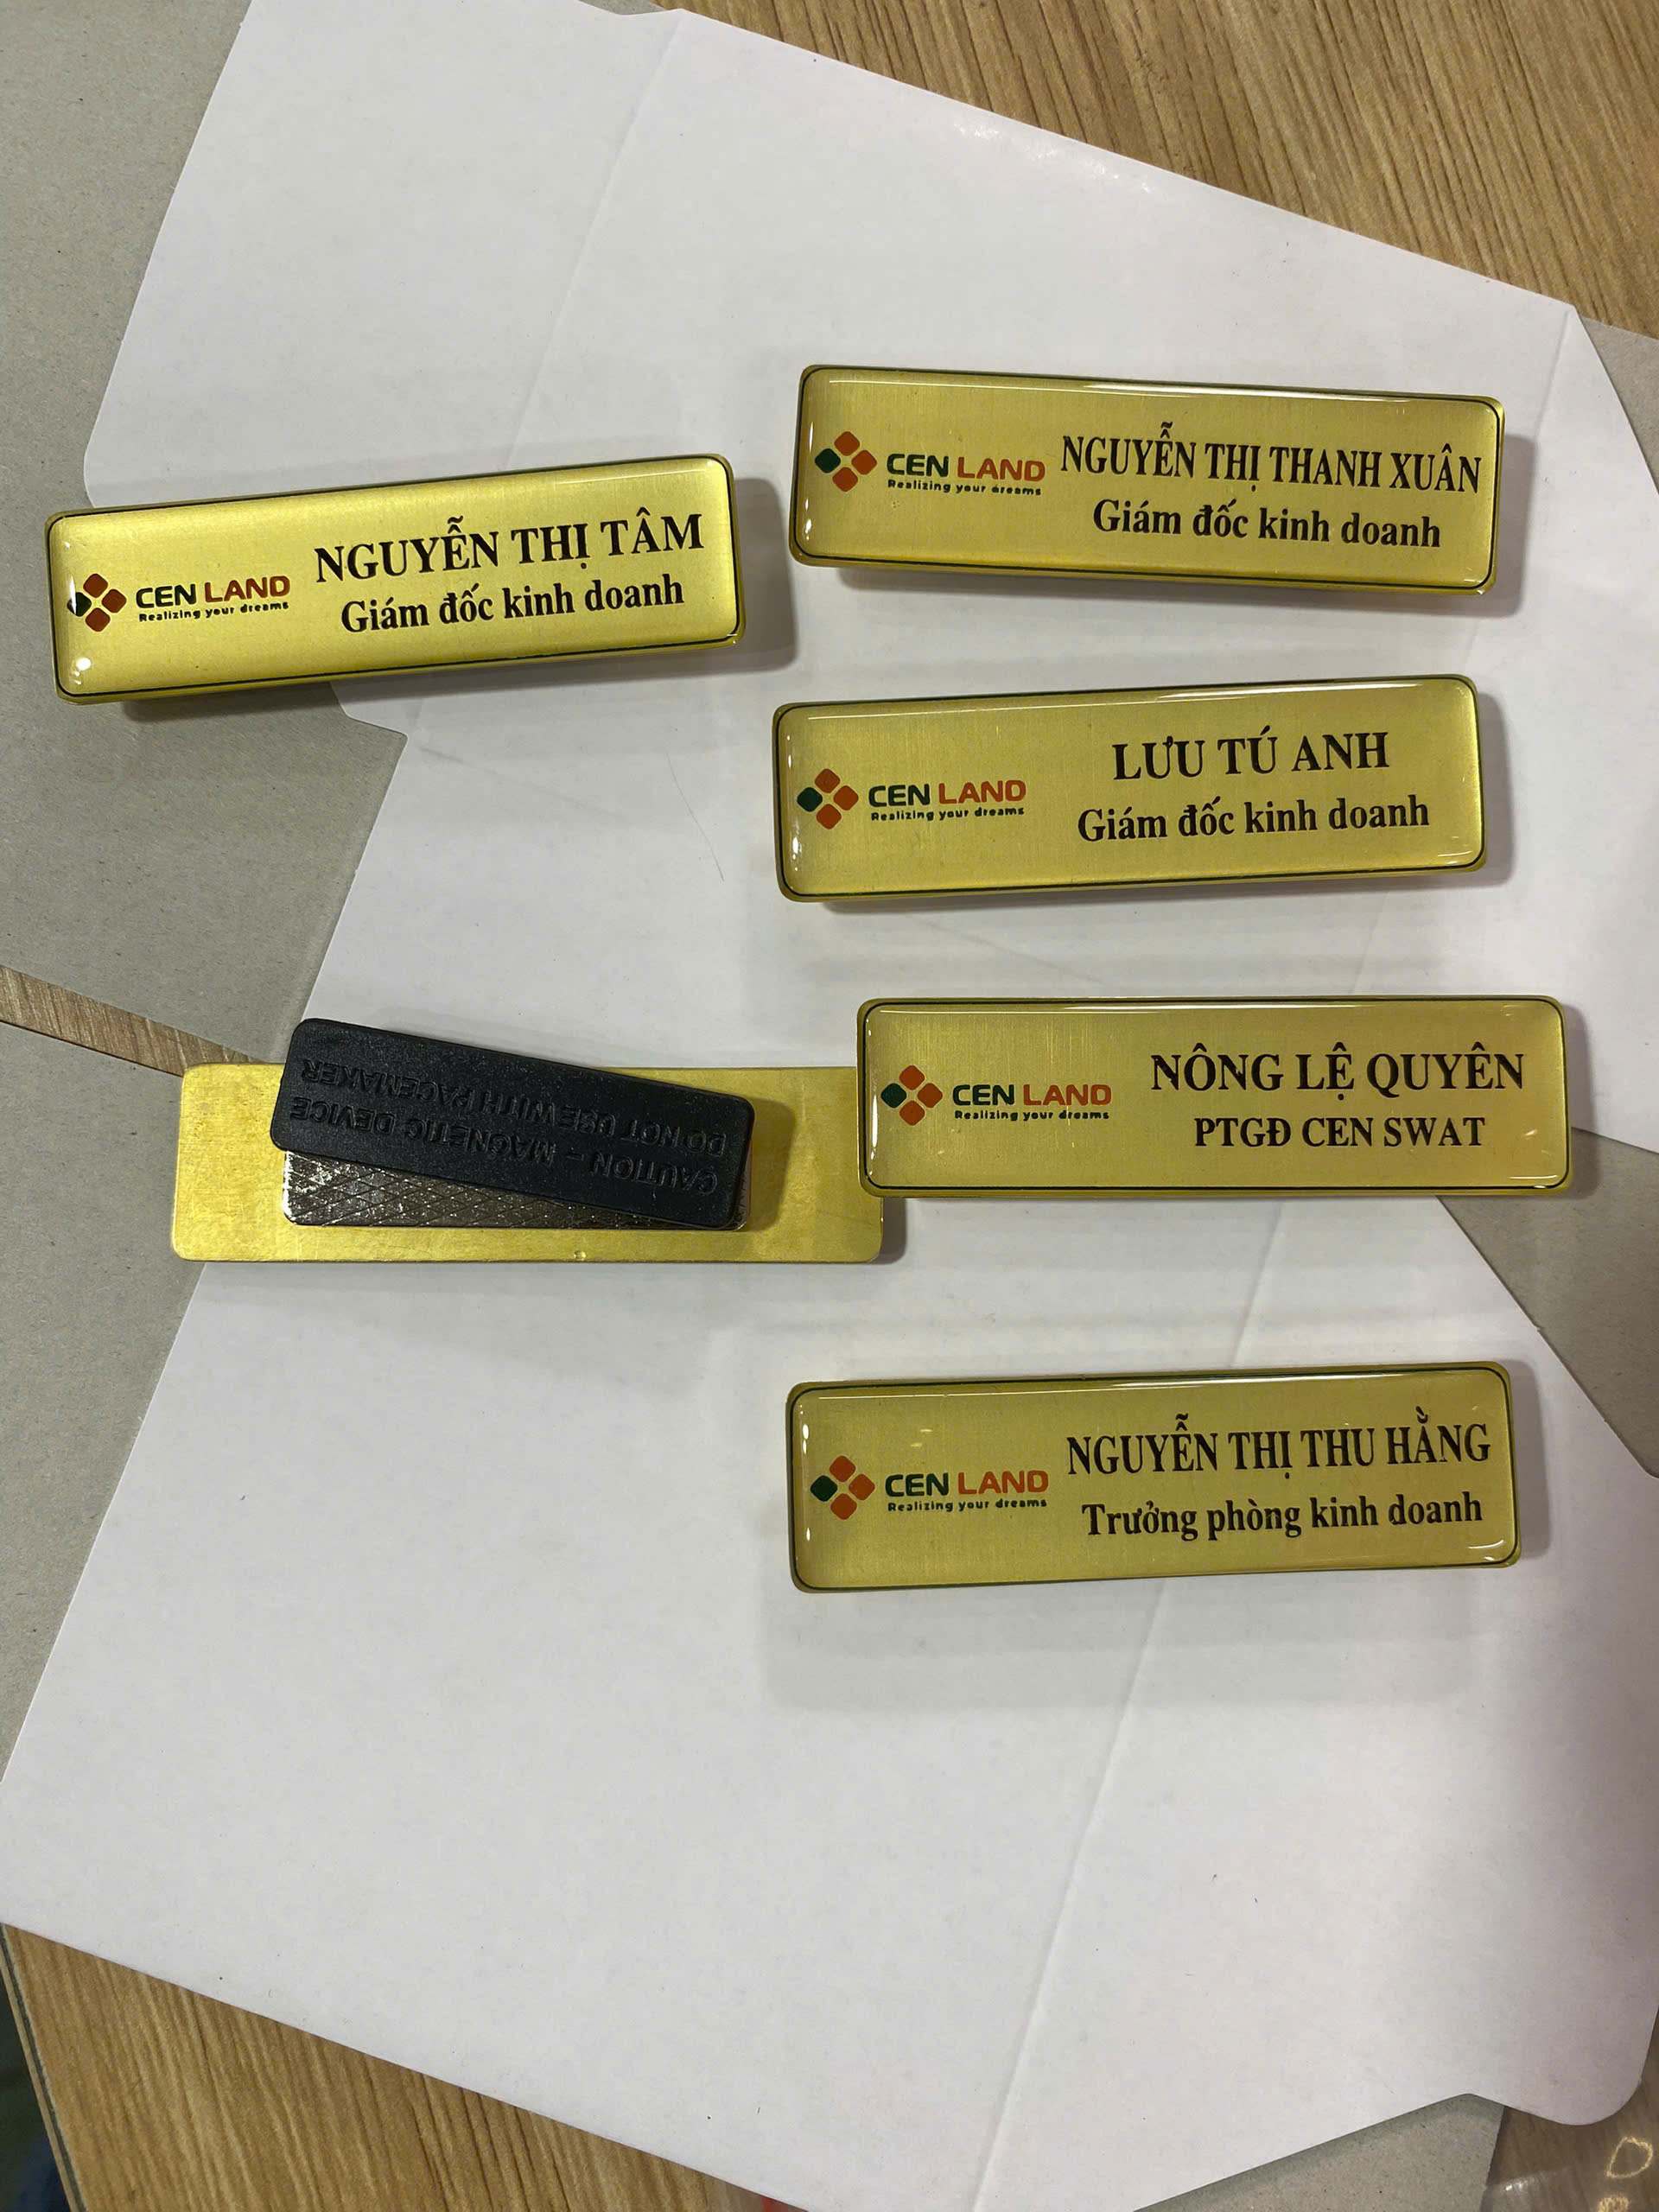 CEN LAND
Realizing your dreams
NGUYỄN THỊ TÂM
Giám đốc kinh doanh
CEN LAND
Realizing your dreams
NGUYỄN THỊ THANH XUÂN
Giám đốc kinh doanh
CEN LAND
Realizing your dreams
LƯU TÚ ANH
Giám đốc kinh doanh
CAUTION – MAGNETIC DEVICE
DO NOT USE WITH PACEMAKER
CEN LAND
Realizing your dreams
NÔNG LỆ QUYÊN
PTGĐ CEN SWAT
CEN LAND
Realizing your dreams
NGUYỄN THỊ THU HẰNG
Trưởng phòng kinh doanh